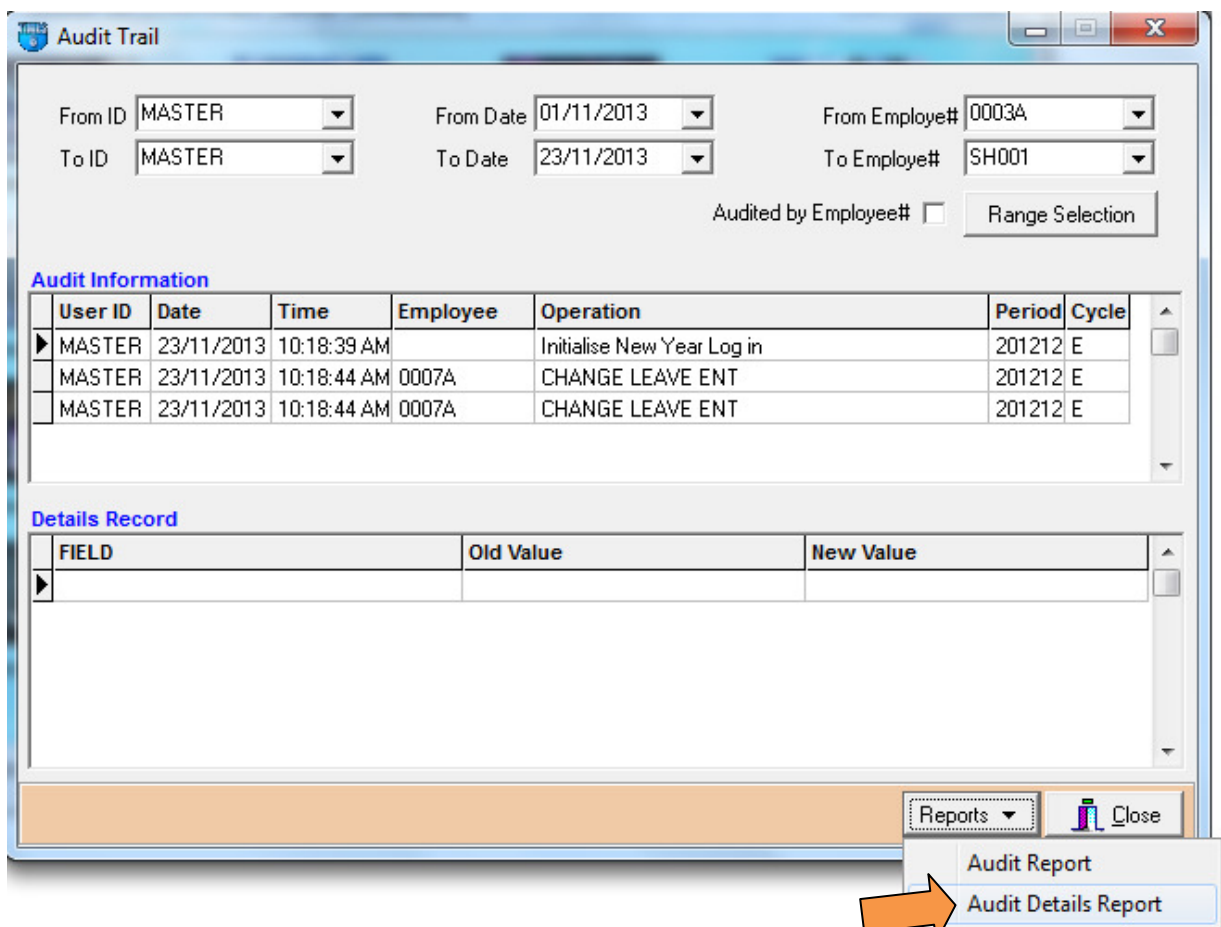 Audit Trail
From ID MASTER From Date 01/11/2013 From Employe# 0003A
To ID MASTER To Date 23/11/2013 To Employe# SH001
Audited by Employee# Range Selection
Audit Information
User ID Date Time Employee Operation Period Cycle
MASTER 23/11/2013 10:18:39 AM Initialise New Year Log in 201212 E
MASTER 23/11/2013 10:18:44 AM 0007A CHANGE LEAVE ENT 201212 E
MASTER 23/11/2013 10:18:44 AM 0007A CHANGE LEAVE ENT 201212 E
Details Record
FIELD Old Value New Value
Reports Close
Audit Report
Audit Details Report